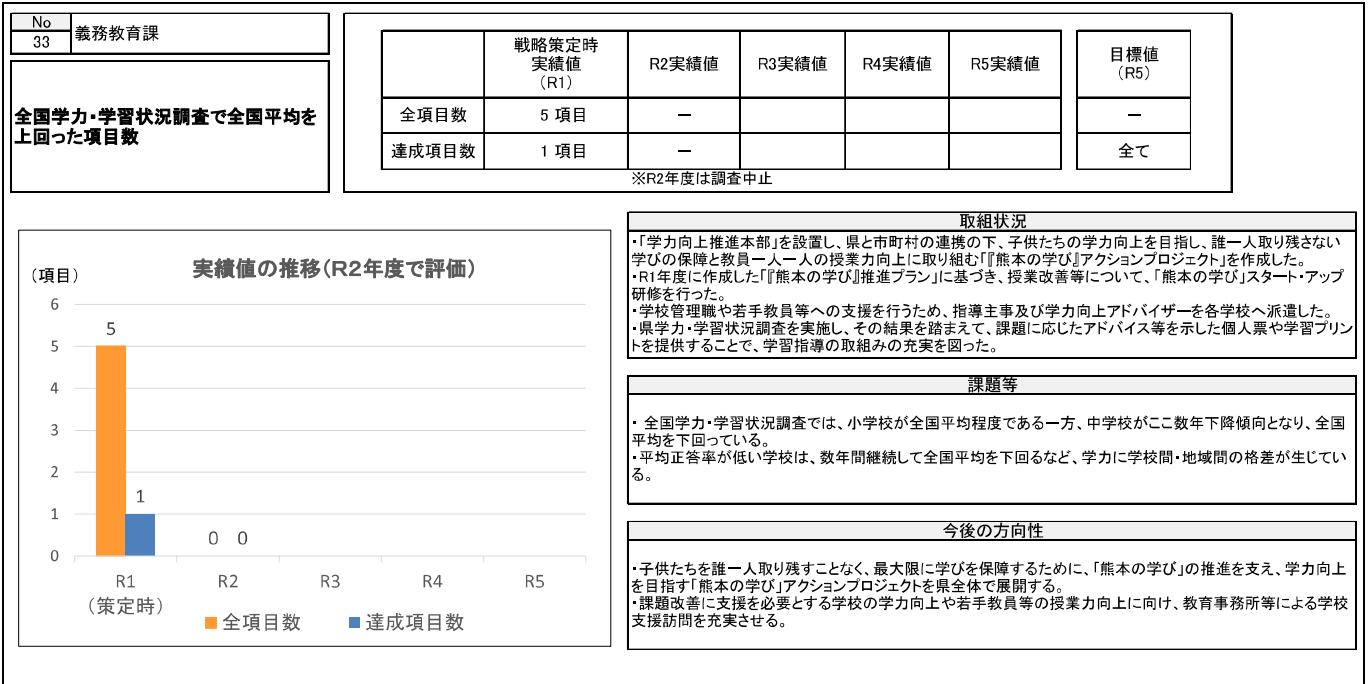 No
33
義務教育課
全国学力・学習状況調査で全国平均を
上回った項目数
戦略策定時
実績値
(R1)
R2実績値
R3実績値
R4実績値
R5実績値
目標値
(R5)
全項目数
5 項目
－
－
達成項目数
1 項目
－
全て
※R2年度は調査中止
(項目)
実績値の推移(R2年度で評価)
6
5
4
3
2
1
0
5
1
0 0
R1
R2
R3
R4
R5
(策定時)
全項目数
達成項目数
取組状況
・「学力向上推進本部」を設置し、県と市町村の連携の下、子供たちの学力向上を目指し、誰一人取り残さない
学びの保障と教員一人一人の授業力向上に取り組む「『熊本の学び』アクションプロジェクト」を作成した。
・R1年度に作成した「『熊本の学び』推進プラン」に基づき、授業改善等について、「熊本の学び」スタート・アップ
研修を行った。
・学校管理職や若手教員等への支援を行うため、指導主事及び学力向上アドバイザーを各学校へ派遣した。
・県学力・学習状況調査を実施し、その結果を踏まえて、課題に応じたアドバイス等を示した個人票や学習プリン
トを提供することで、学習指導の取組みの充実を図った。
課題等
・ 全国学力・学習状況調査では、小学校が全国平均程度である一方、中学校がここ数年下降傾向となり、全国
平均を下回っている。
・平均正答率が低い学校は、数年間継続して全国平均を下回るなど、学力に学校間・地域間の格差が生じてい
る。
今後の方向性
・子供たちを誰一人取り残すことなく、最大限に学びを保障するために、「熊本の学び」の推進を支え、学力向上
を目指す「熊本の学び」アクションプロジェクトを県全体で展開する。
・課題改善に支援を必要とする学校の学力向上や若手教員等の授業力向上に向け、教育事務所等による学校
支援訪問を充実させる。